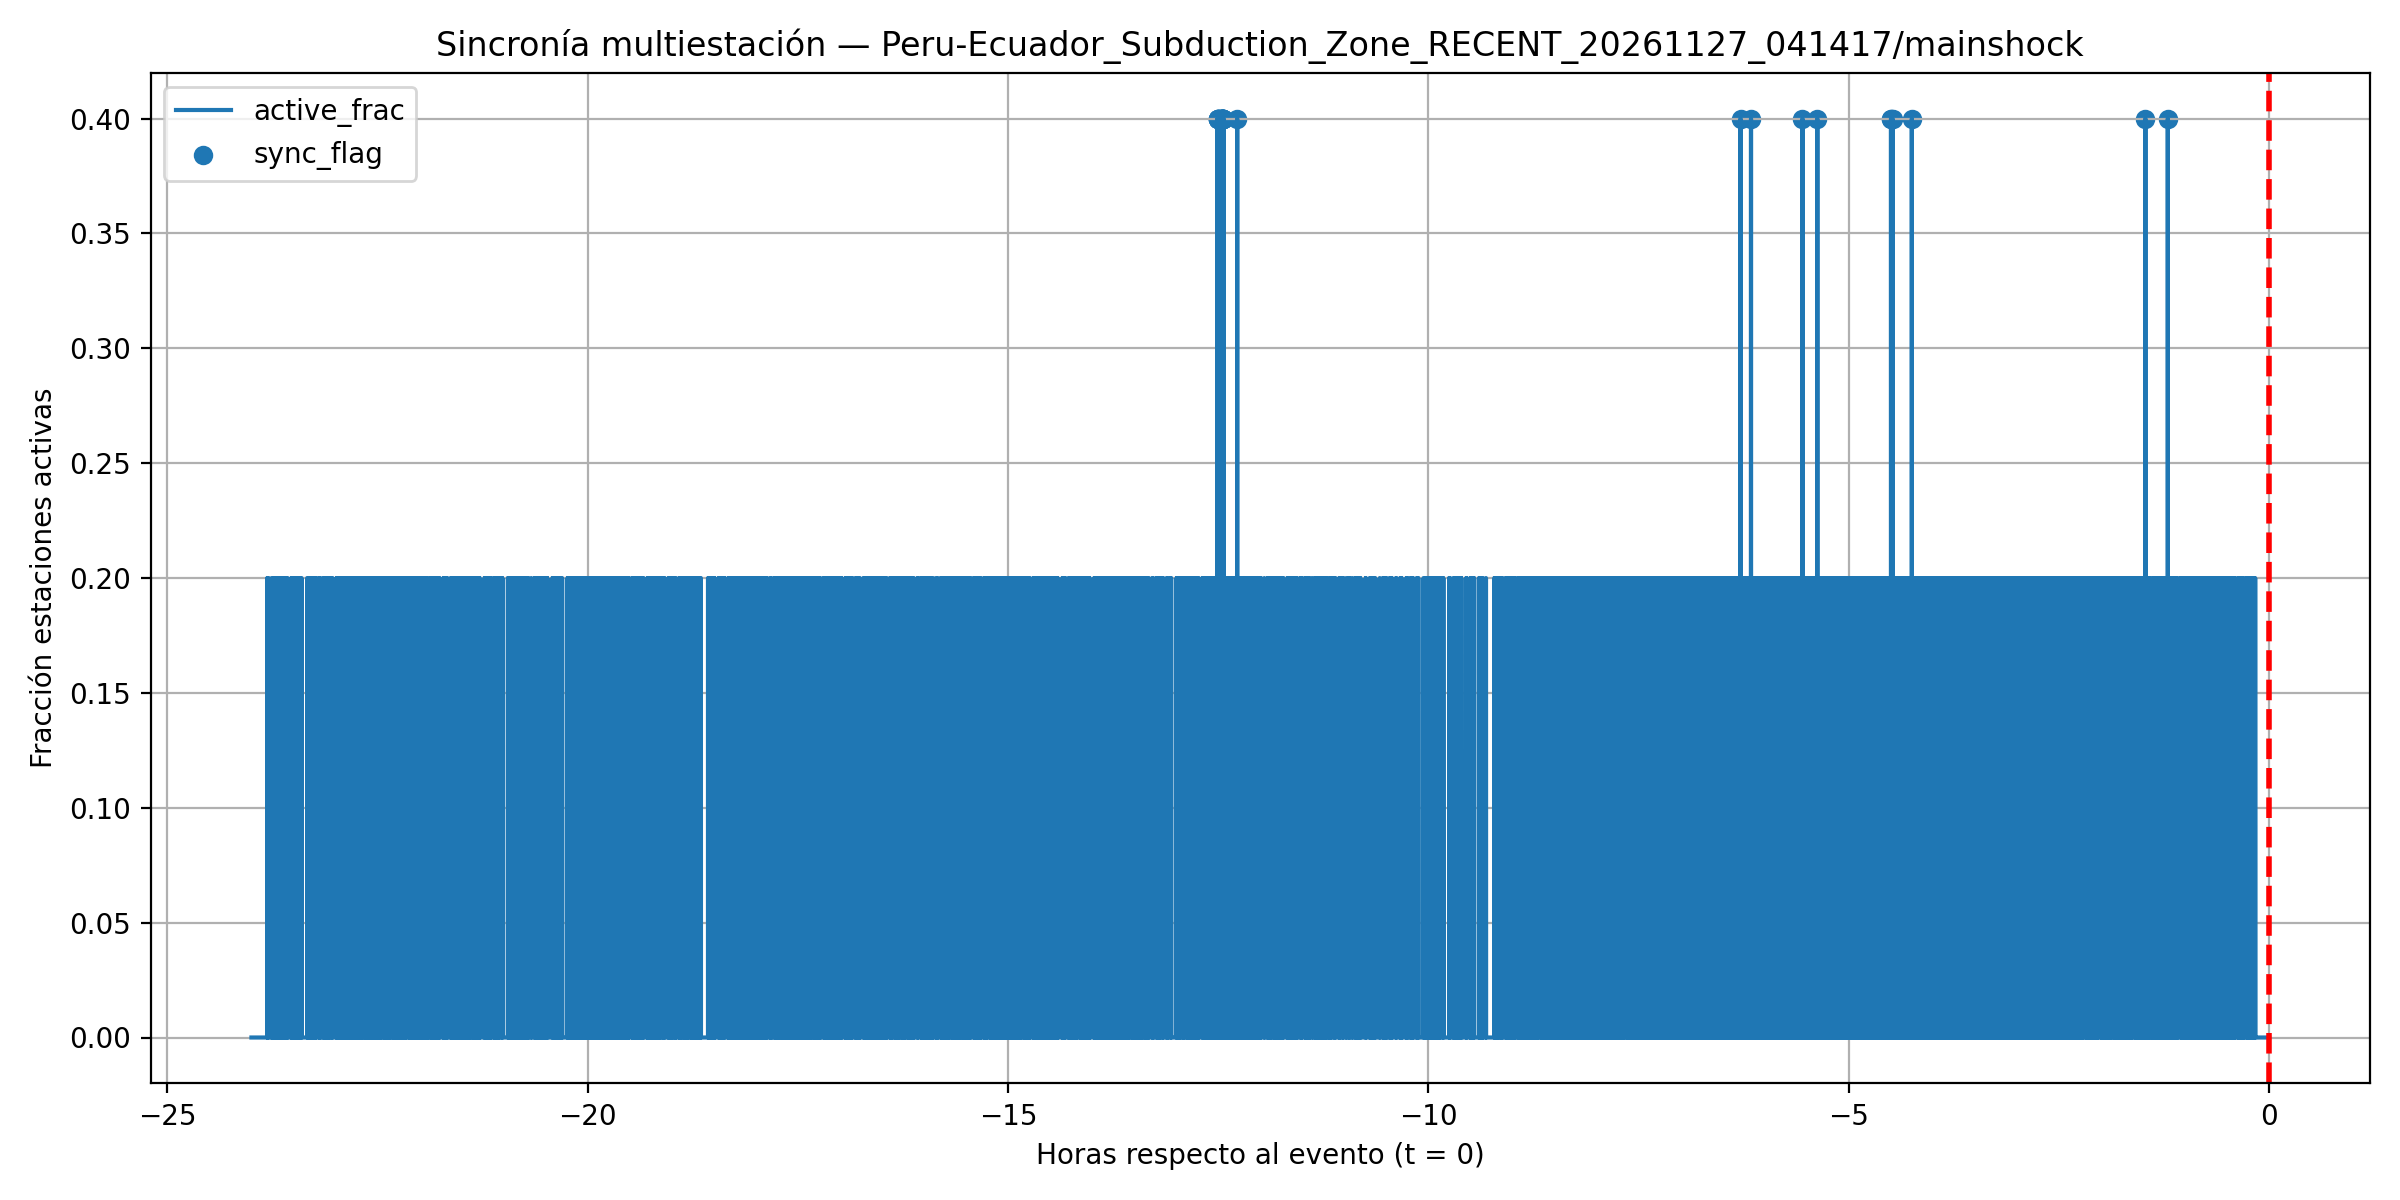 Sincronía multiestación — Peru-Ecuador_Subduction_Zone_RECENT_20261127_041417/mainshock
active_frac
sync_flag
Fracción estaciones activas
0.40
0.35
0.30
0.25
0.20
0.15
0.10
0.05
0.00
−25 −20 −15 −10 −5 0
Horas respecto al evento (t = 0)